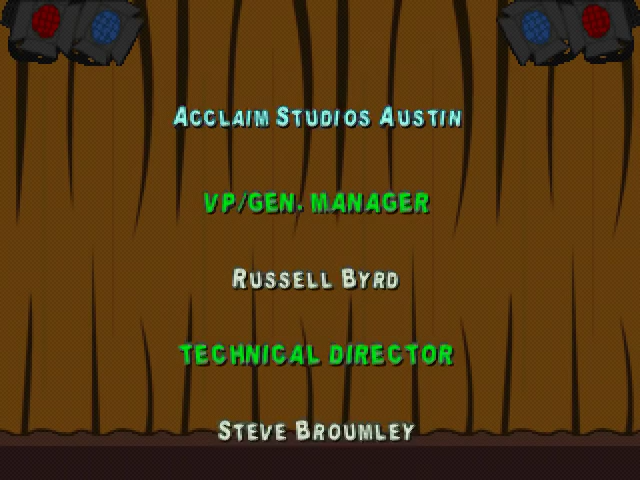 Acclaim Studios Austin
VP/GEN. MANAGER
Russell Byrd
TECHNICAL DIRECTOR
Steve Broumley